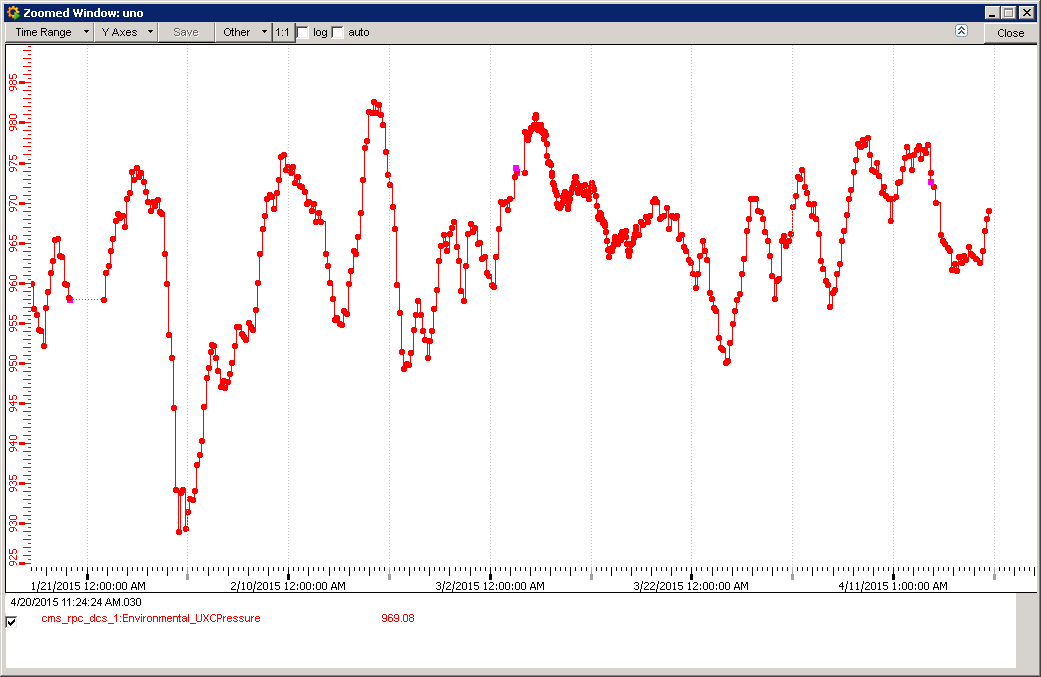 Zoomed Window: uno
Time Range Y Axes Save Other 1:1 log auto Close
985
980
975
970
965
960
955
950
945
940
935
930
925
1/21/2015 12:00:00 AM 2/10/2015 12:00:00 AM 3/2/2015 12:00:00 AM 3/22/2015 12:00:00 AM 4/11/2015 1:00:00 AM
4/20/2015 11:24:24 AM.030
cms_rpc_dcs_1:Environmental_UXCPressure 969.08